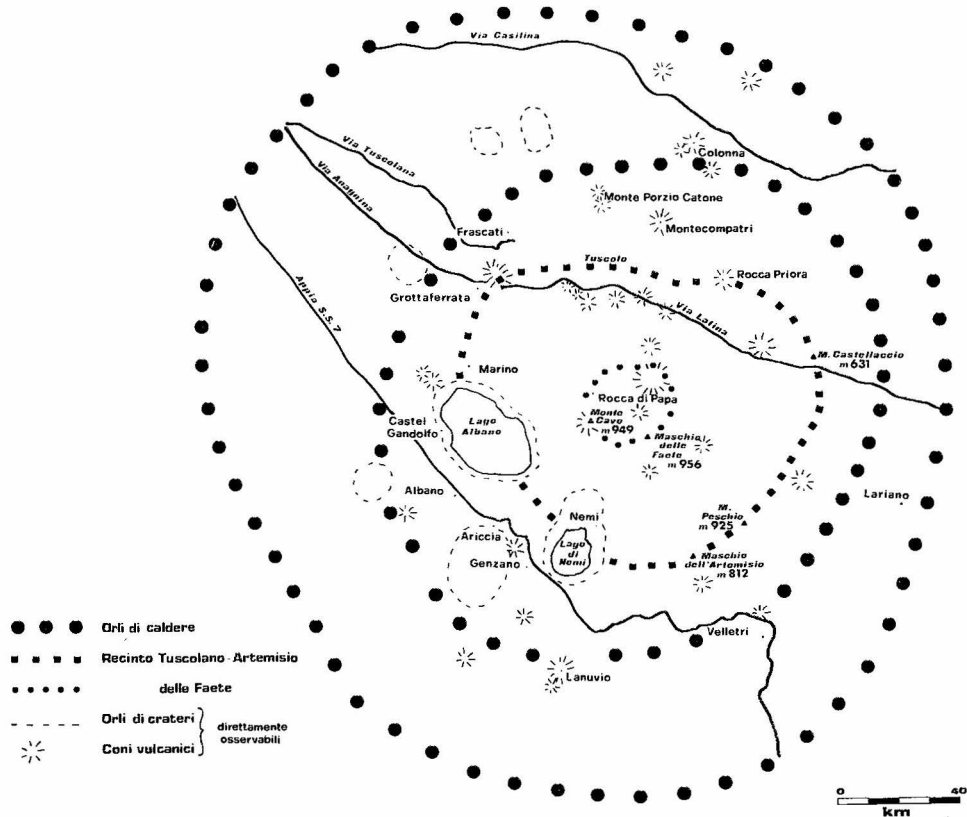 Via Casilina
Via Tuscolana
Via Anagnina
Colonna
Monte Porzio Catone
Montecompatri
Frascati
Tuscolo
Rocca Priora
Grottaferrata
Appia S.S. 7
Via Latina
M. Castellaccio
m 631
Marino
Rocca di Papa
Castel
Gandolfo
Lago
Albano
Monte
Cavo
m 949
Maschio
delle
Faete
m 956
Albano
Lariano
M.
Peschio
m 925
Nemi
Ariccia
Genzano
Lago
di
Nemi
Maschio
dell'Artemisio
m 812
Velletri
Lanuvio
Orli di caldere
Recinto Tuscolano-Artemisio
delle Faete
Orli di crateri
Coni vulcanici
direttamente
osservabili
0 40
km